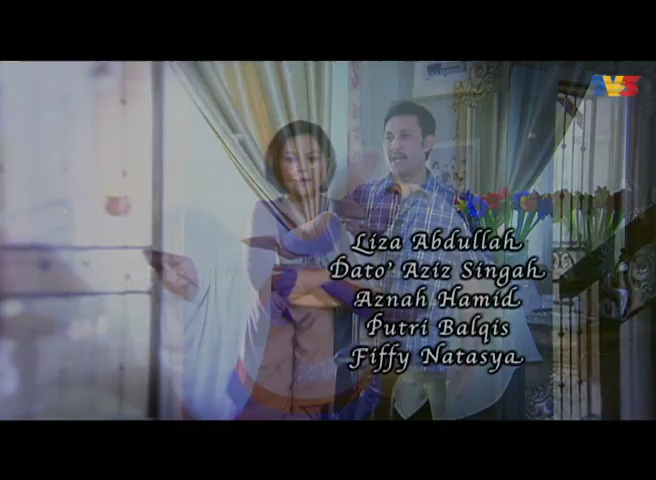 Liza Abdullah
Dato' Aziz Singah
Aznah Hamid
Putri Balqis
Fiffy Natasya